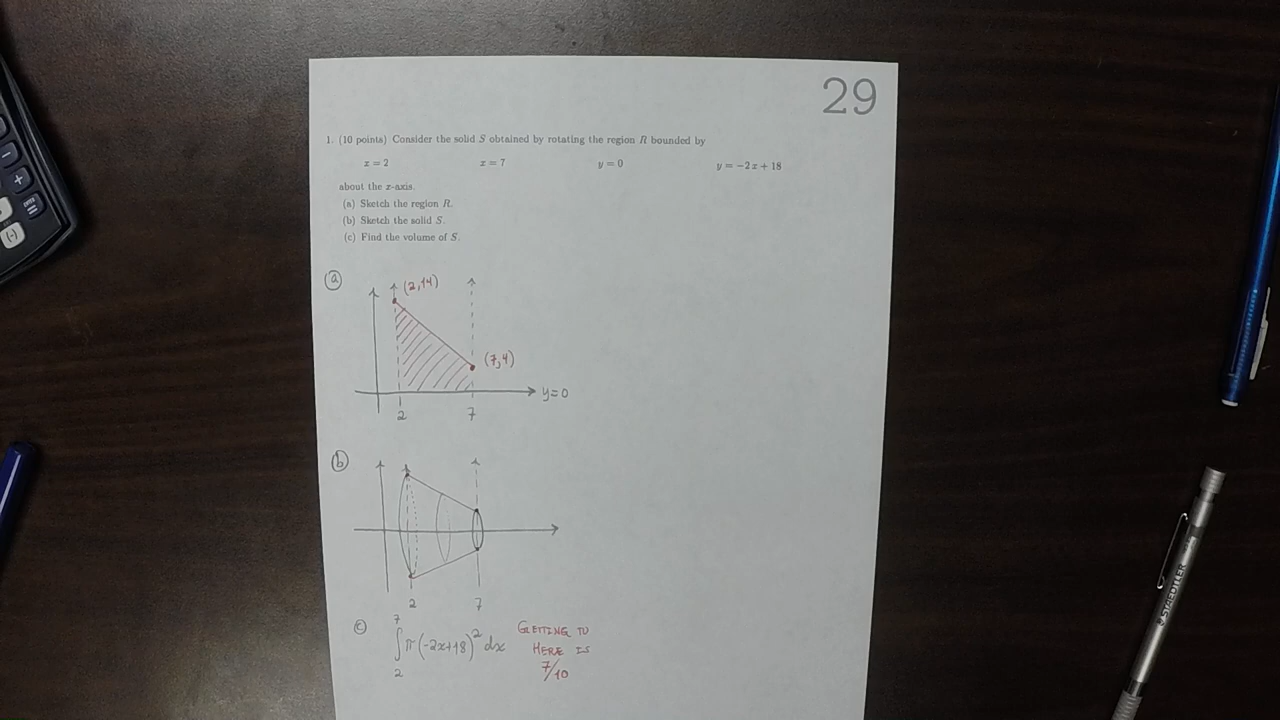 29
1. (10 points) Consider the solid S obtained by rotating the region R bounded by
x = 2 x = 7 y = 0 y = −2x + 18
about the x-axis.
(a) Sketch the region R.
(b) Sketch the solid S.
(c) Find the volume of S.
(a)
(2,14)
(7,4)
y=0
2 7
(b)
2 7
(c) ∫₂⁷ π(-2x+18)² dx
GETTING TO
HERE IS
7/10
STAEDTLER